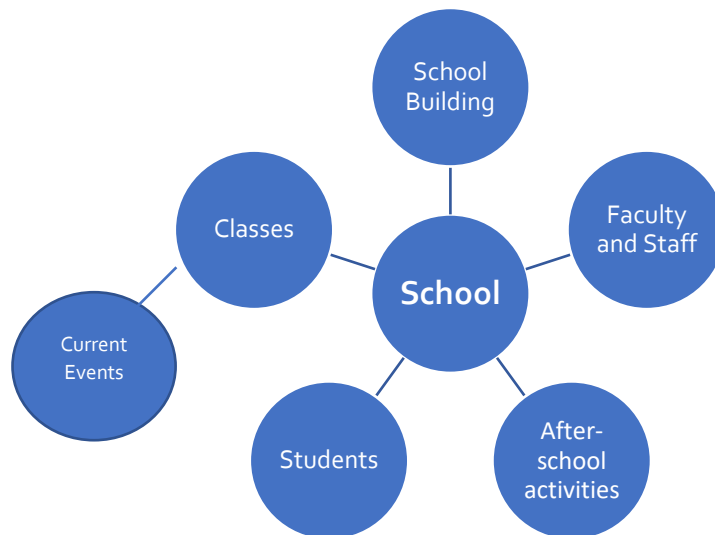 School
Building
Classes
Faculty
and Staff
School
Current
Events
Students
After-
school
activities